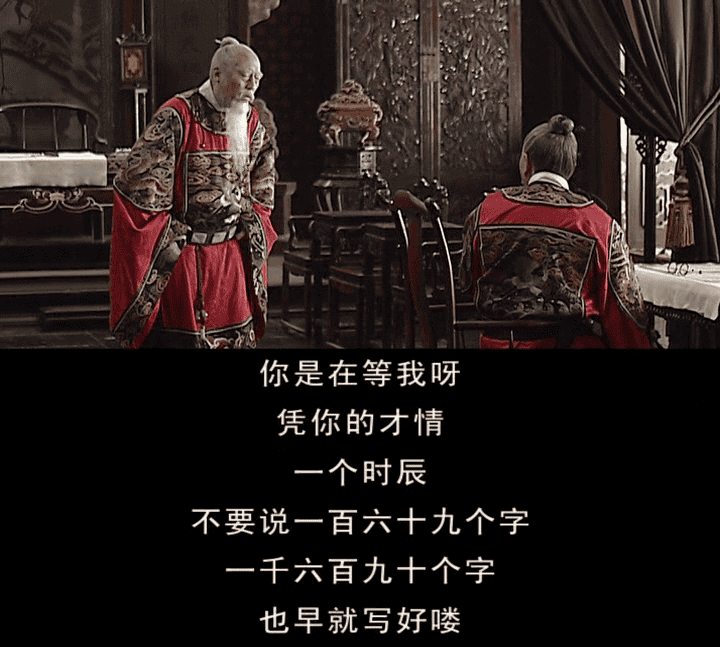 你是在等我呀
凭你的才情
一个时辰
不要说一百六十九个字
一千六百九十个字
也早就写好喽